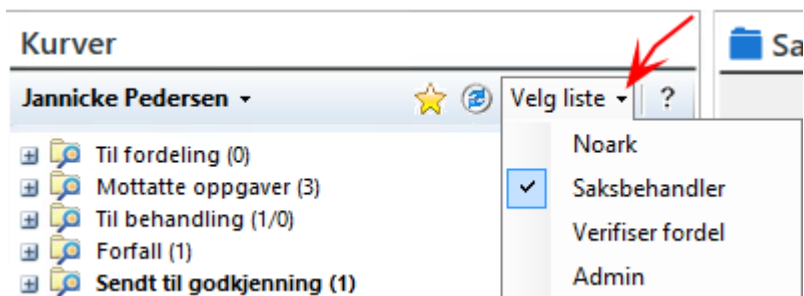 Kurver
Sa
Jannicke Pedersen
Velg liste
?
Til fordeling (0)
Mottatte oppgaver (3)
Til behandling (1/0)
Forfall (1)
Sendt til godkjenning (1)
Noark
Saksbehandler
Verifiser fordel
Admin